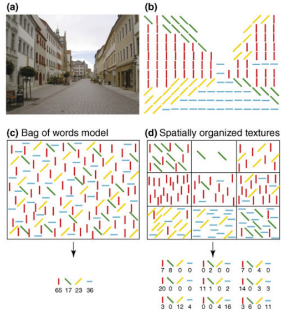 (a)
(b)
(c) Bag of words model
(d) Spatially organized textures
65 17 23 36
7 8 0 0
0 2 0 0
7 0 4 0
20 0 0 0
11 1 0 2
14 0 3 3
3 0 12 4
0 0 4 16
3 6 0 11